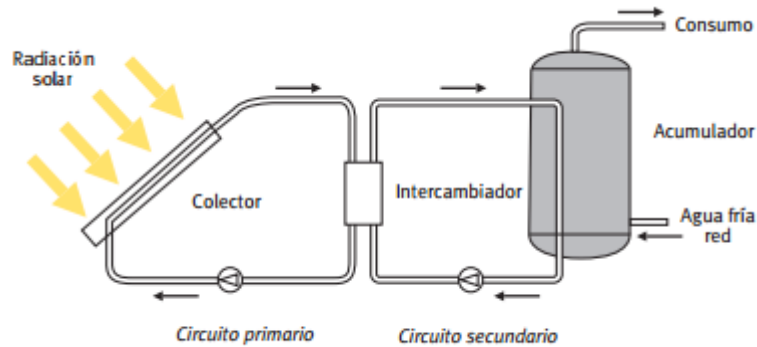 Consumo
Radiación
solar
Acumulador
Colector
Intercambiador
Agua fría
red
Circuito primario
Circuito secundario